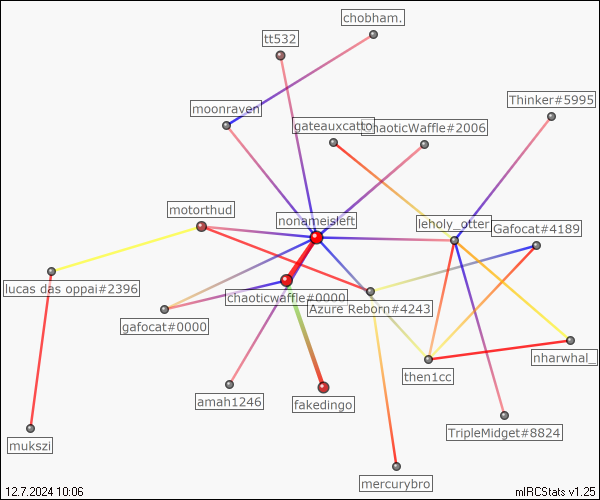 chobham.
tt532
Thinker#5995
moonraven
gateauxcatto
chaoticWaffle#2006
motorthud
nonameisleft
leholy_otter
Gafocat#4189
lucas das oppai#2396
chaoticwaffle#0000
Azure Reborn#4243
gafocat#0000
nharwhal_
then1cc
amah1246
fakedingo
TripleMidget#8824
mukszi
mercurybro
12.7.2024 10:06
mIRCStats v1.25